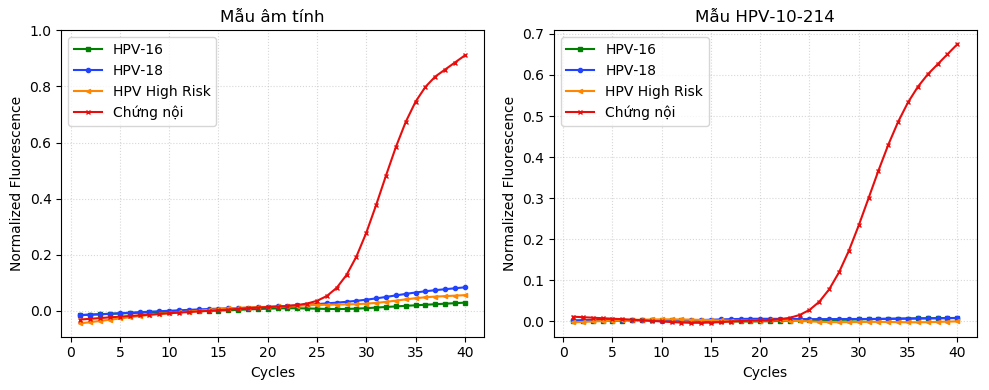 Mẫu âm tính
Normalized Fluorescence
1.0
0.8
0.6
0.4
0.2
0.0
HPV-16
HPV-18
HPV High Risk
Chứng nội
0 5 10 15 20 25 30 35 40
Cycles
Mẫu HPV-10-214
Normalized Fluorescence
0.7
0.6
0.5
0.4
0.3
0.2
0.1
0.0
HPV-16
HPV-18
HPV High Risk
Chứng nội
0 5 10 15 20 25 30 35 40
Cycles